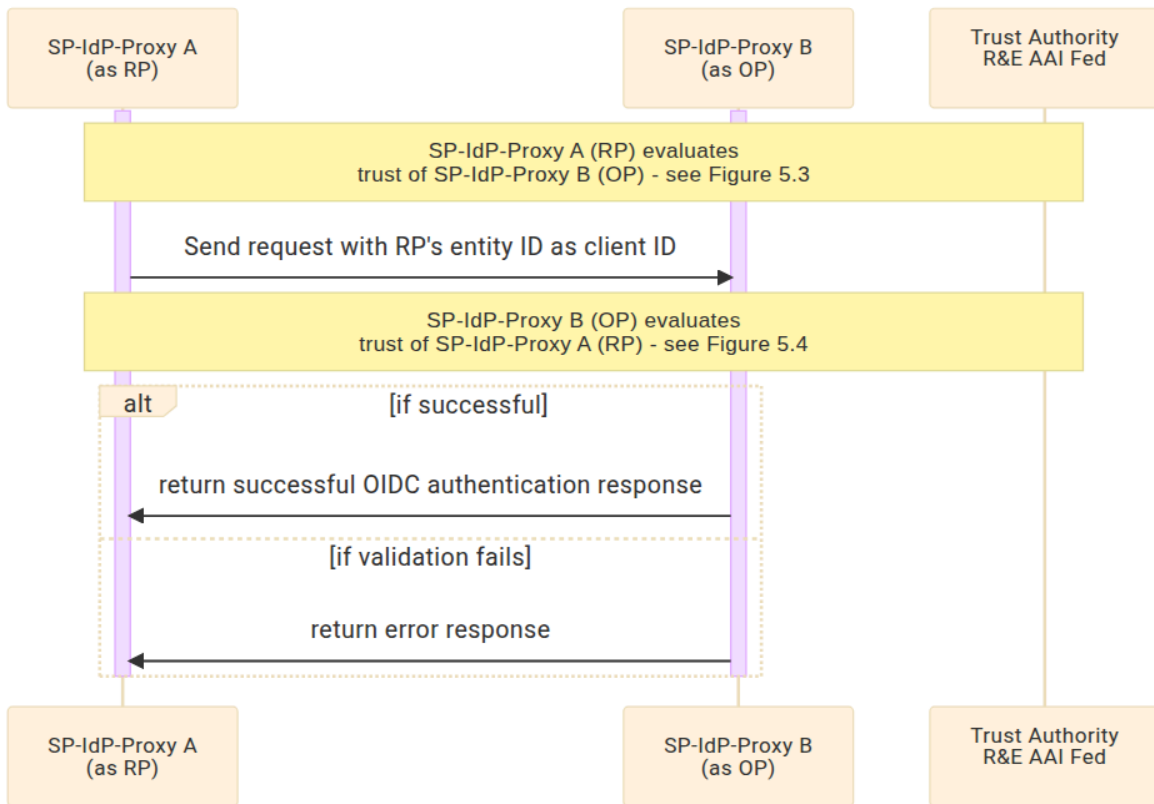 SP-IdP-Proxy A
(as RP)
SP-IdP-Proxy B
(as OP)
Trust Authority
R&E AAI Fed
SP-IdP-Proxy A (RP) evaluates
trust of SP-IdP-Proxy B (OP) - see Figure 5.3
Send request with RP's entity ID as client ID
SP-IdP-Proxy B (OP) evaluates
trust of SP-IdP-Proxy A (RP) - see Figure 5.4
alt
[if successful]
return successful OIDC authentication response
[if validation fails]
return error response
SP-IdP-Proxy A
(as RP)
SP-IdP-Proxy B
(as OP)
Trust Authority
R&E AAI Fed